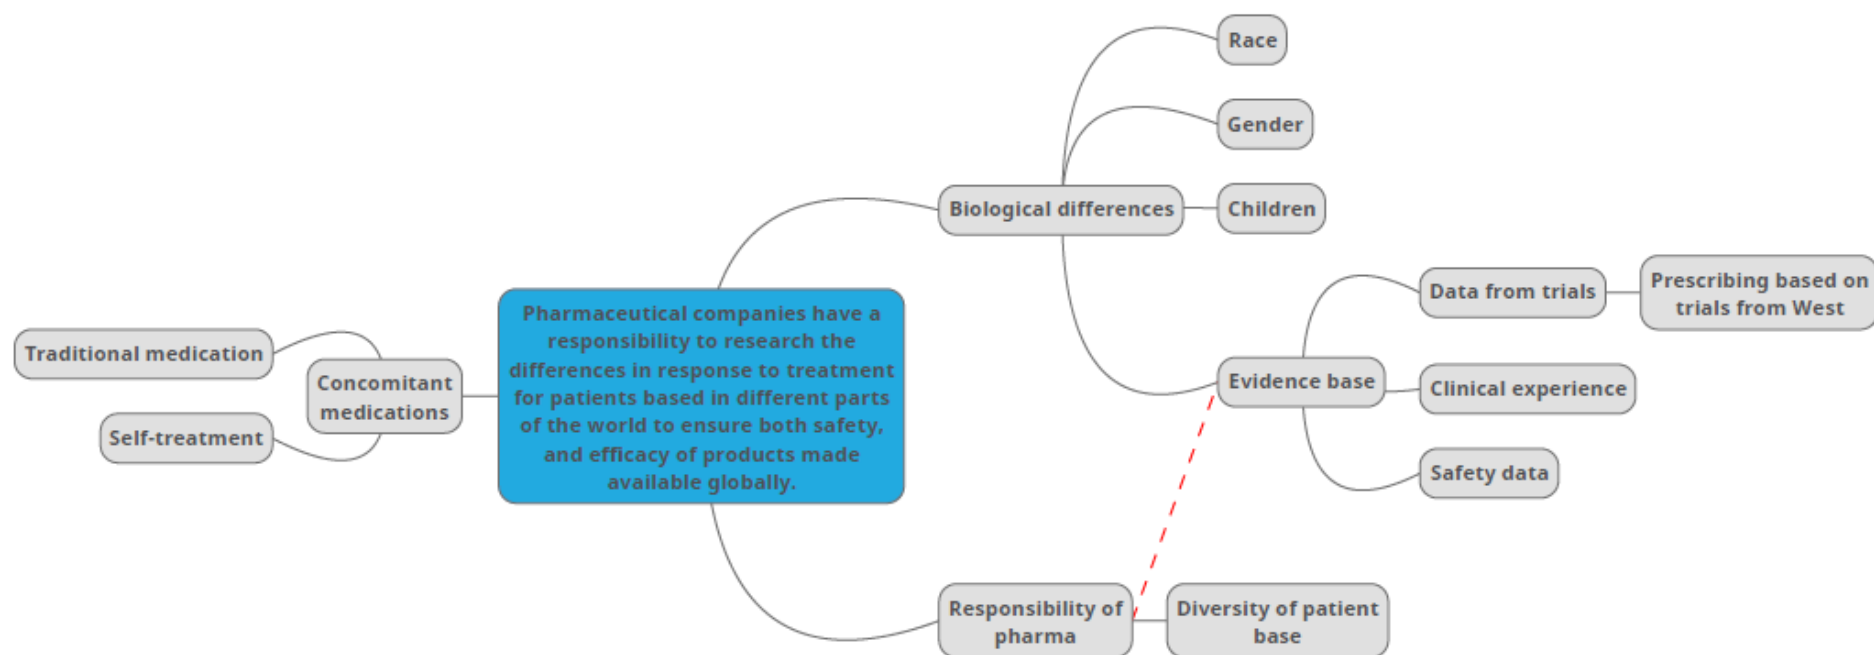 Race
Gender
Biological differences
Children
Data from trials
Prescribing based on
trials from West
Evidence base
Clinical experience
Safety data
Pharmaceutical companies have a
responsibility to research the
differences in response to treatment
for patients based in different parts
of the world to ensure both safety,
and efficacy of products made
available globally.
Traditional medication
Concomitant
medications
Self-treatment
Responsibility of
pharma
Diversity of patient
base